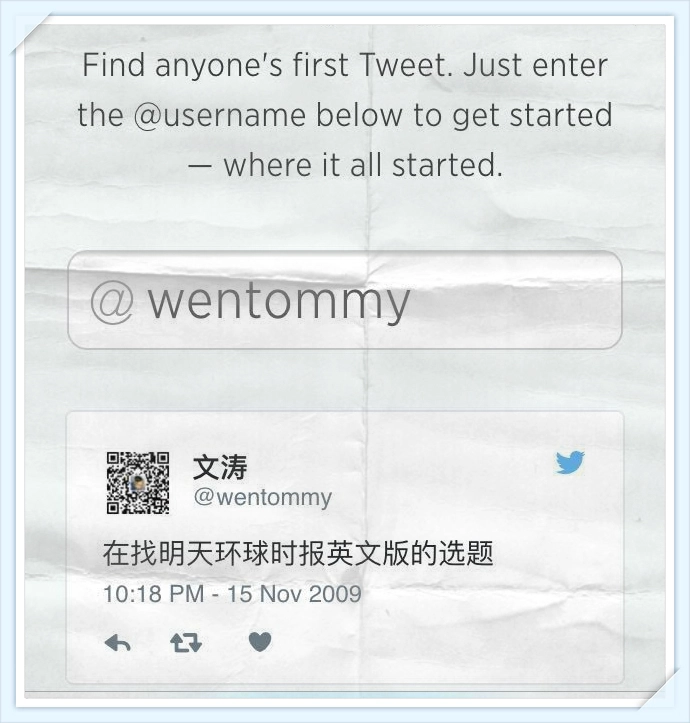 Find anyone's first Tweet. Just enter
the @username below to get started
— where it all started.
@ wentommy
文涛
@wentommy
在找明天环球时报英文版的选题
10:18 PM - 15 Nov 2009